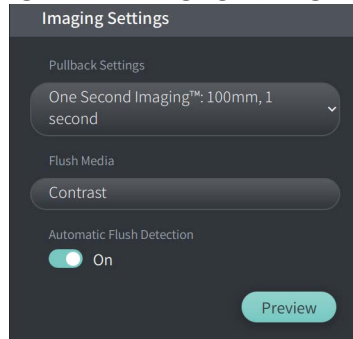 Imaging Settings
Pullback Settings
One Second Imaging™: 100mm, 1
second
Flush Media
Contrast
Automatic Flush Detection
On
Preview